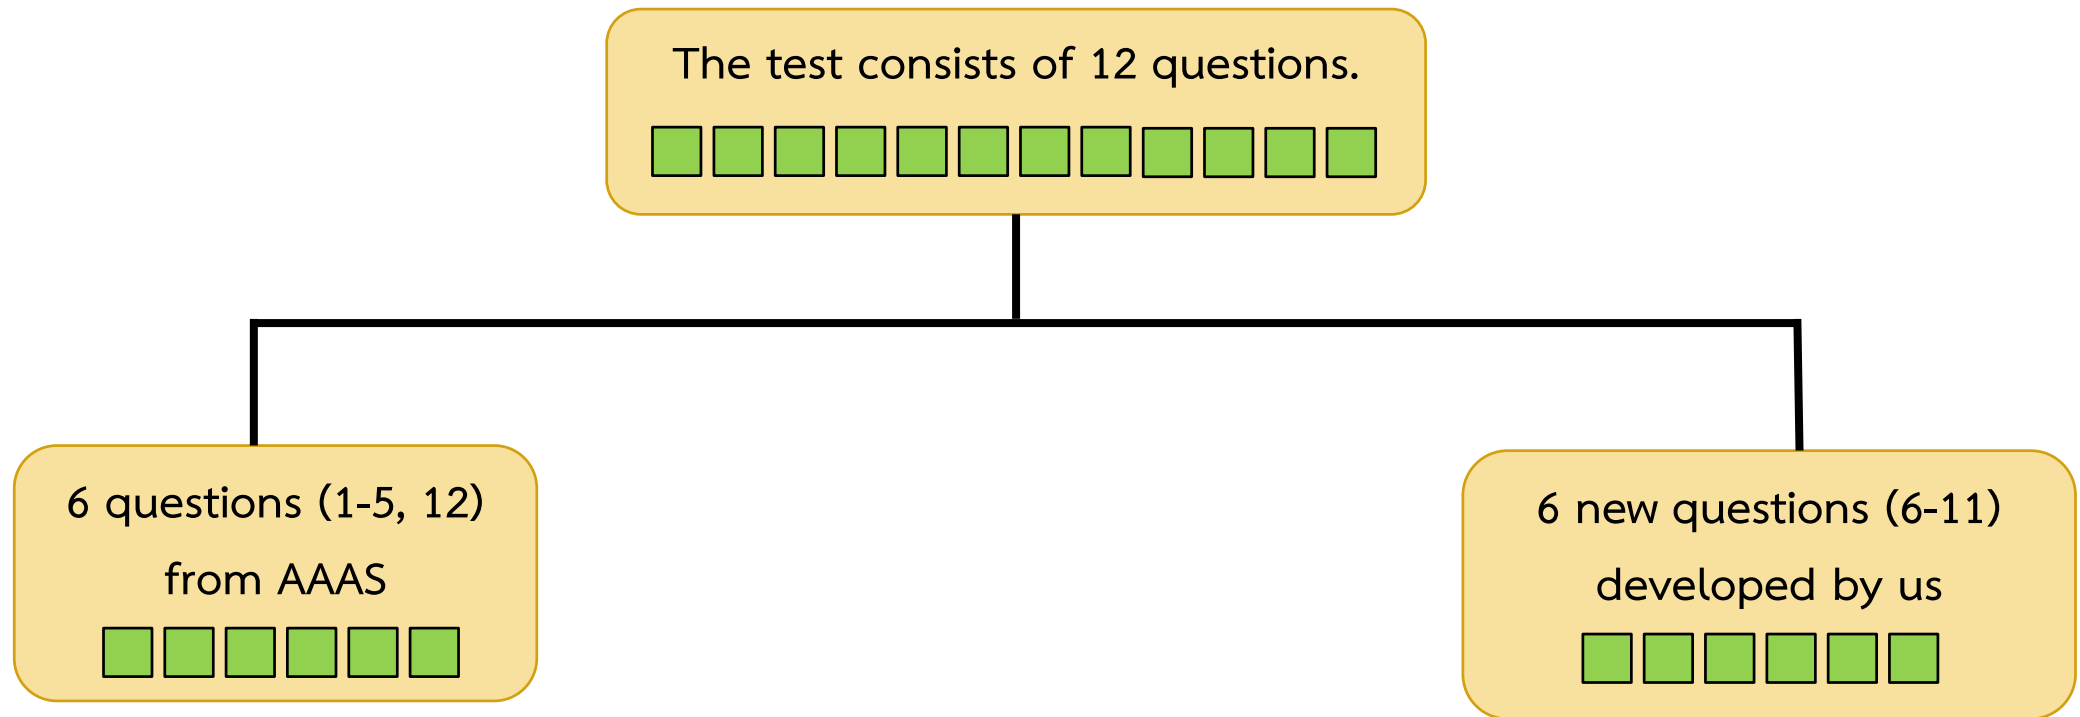 The test consists of 12 questions.
6 questions (1-5, 12)
from AAAS
6 new questions (6-11)
developed by us